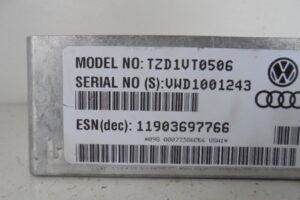 MODEL NO: TZD1VT0506
SERIAL NO (S): VWD1001243
ESN(dec): 11903697766